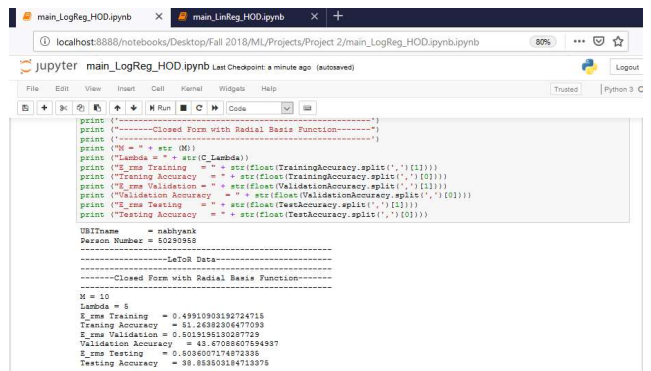 main_LogReg_HOD.ipynb
main_LinReg_HOD.ipynb
localhost:8888/notebooks/Desktop/Fall 2018/ML/Projects/Project 2/main_LogReg_HOD.ipynb.ipynb
80%
jupyter main_LogReg_HOD.ipynb Last Checkpoint: a minute ago (autosaved)
Logout
File Edit View Insert Cell Kernel Widgets Help
Trusted
Python 3
Run
Code
print ('----------------------------------------------------')
print ("-------Closed Form with Radial Basis Function-------")
print ('----------------------------------------------------')
print ("M = " + str (M))
print ("Lambda = " + str(C_Lambda))
print ("E_rms Training = " + str(float(TrainingAccuracy.split(',')[1])))
print ("Traning Accuracy = " + str(float(TrainingAccuracy.split(',')[0])))
print ("E_rms Validation = " + str(float(ValidationAccuracy.split(',')[1])))
print ("Validation Accuracy = " + str(float(ValidationAccuracy.split(',')[0])))
print ("E_rms Testing = " + str(float(TestAccuracy.split(',')[1])))
print ("Testing Accuracy = " + str(float(TestAccuracy.split(',')[0])))
UBITname = nabhyank
Person Number = 50290958
----------------------------------------------------
------------------LeToR Data------------------------
----------------------------------------------------
-------Closed Form with Radial Basis Function-------
----------------------------------------------------
M = 10
Lambda = 5
E_rms Training = 0.49910903192724715
Traning Accuracy = 51.26382306477093
E_rms Validation = 0.5019195130287729
Validation Accuracy = 43.67088607594937
E_rms Testing = 0.5036007174872335
Testing Accuracy = 38.853503184713375